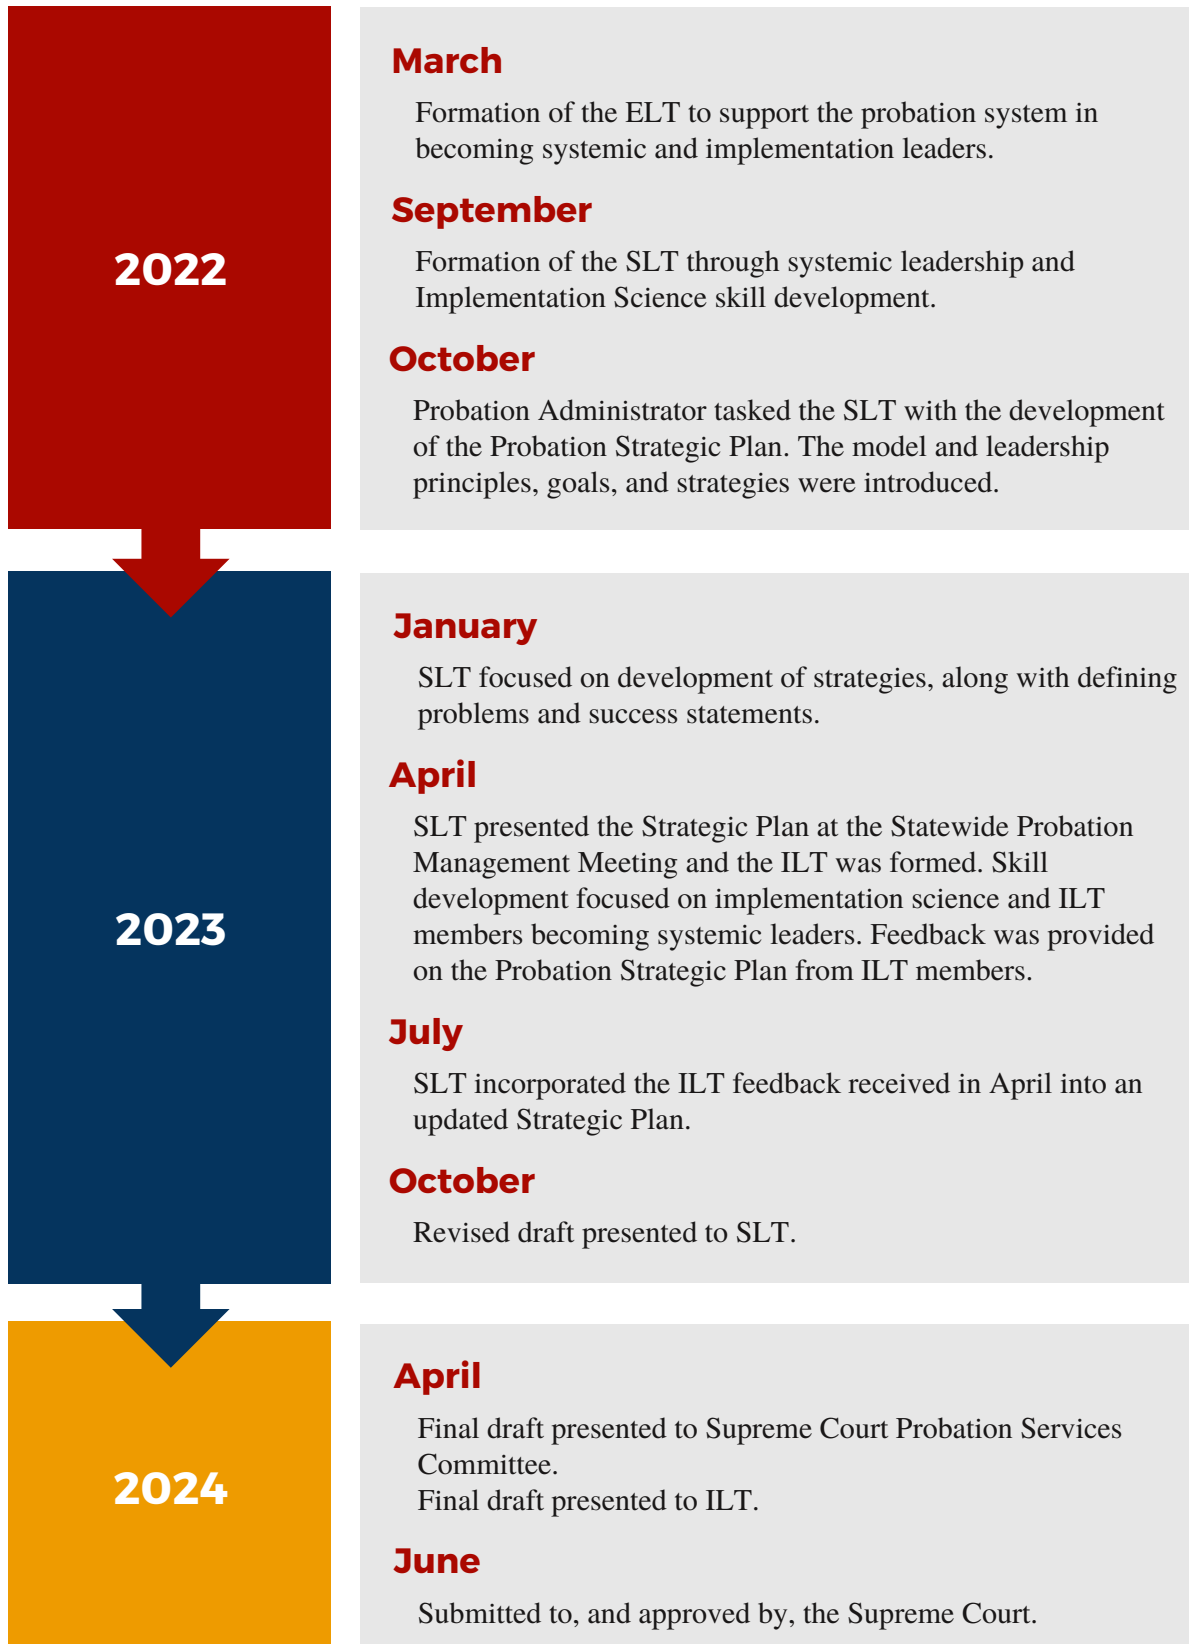 2022
March
Formation of the ELT to support the probation system in
becoming systemic and implementation leaders.
September
Formation of the SLT through systemic leadership and
Implementation Science skill development.
October
Probation Administrator tasked the SLT with the development
of the Probation Strategic Plan. The model and leadership
principles, goals, and strategies were introduced.
2023
January
SLT focused on development of strategies, along with defining
problems and success statements.
April
SLT presented the Strategic Plan at the Statewide Probation
Management Meeting and the ILT was formed. Skill
development focused on implementation science and ILT
members becoming systemic leaders. Feedback was provided
on the Probation Strategic Plan from ILT members.
July
SLT incorporated the ILT feedback received in April into an
updated Strategic Plan.
October
Revised draft presented to SLT.
2024
April
Final draft presented to Supreme Court Probation Services
Committee.
Final draft presented to ILT.
June
Submitted to, and approved by, the Supreme Court.